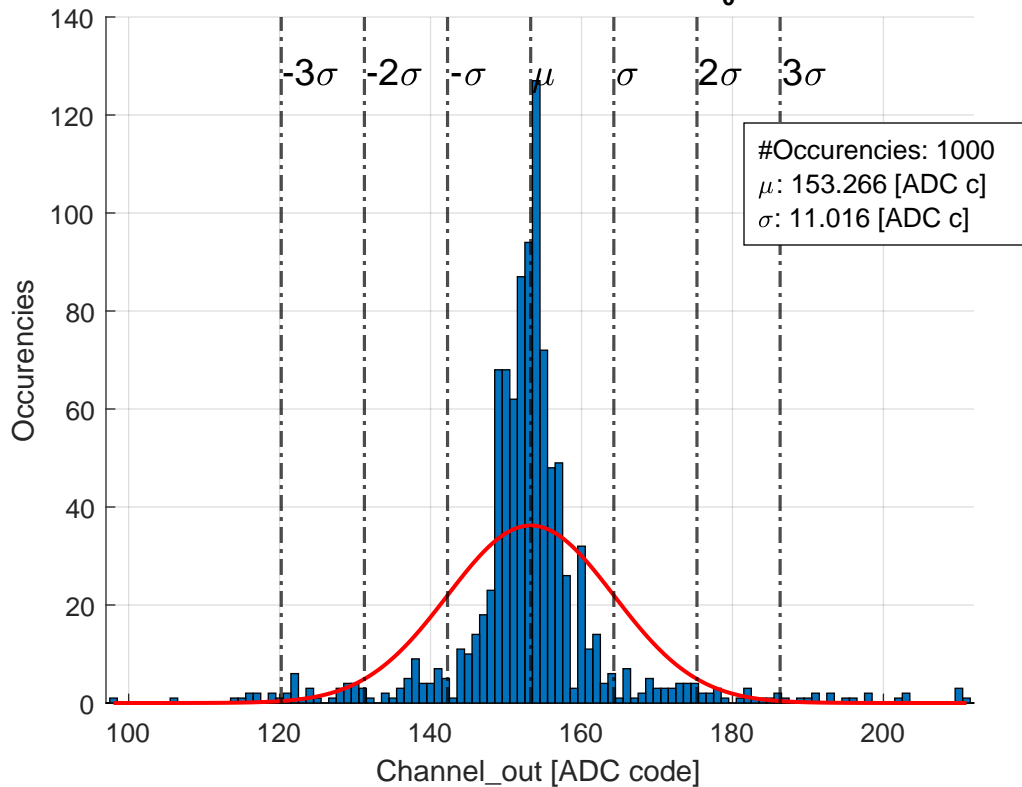 140
120
100
80
60
40
20
0
-3σ -2σ -σ μ σ 2σ 3σ
#Occurencies: 1000
μ: 153.266 [ADC c]
σ: 11.016 [ADC c]
Occurencies
100 120 140 160 180 200
Channel_out [ADC code]